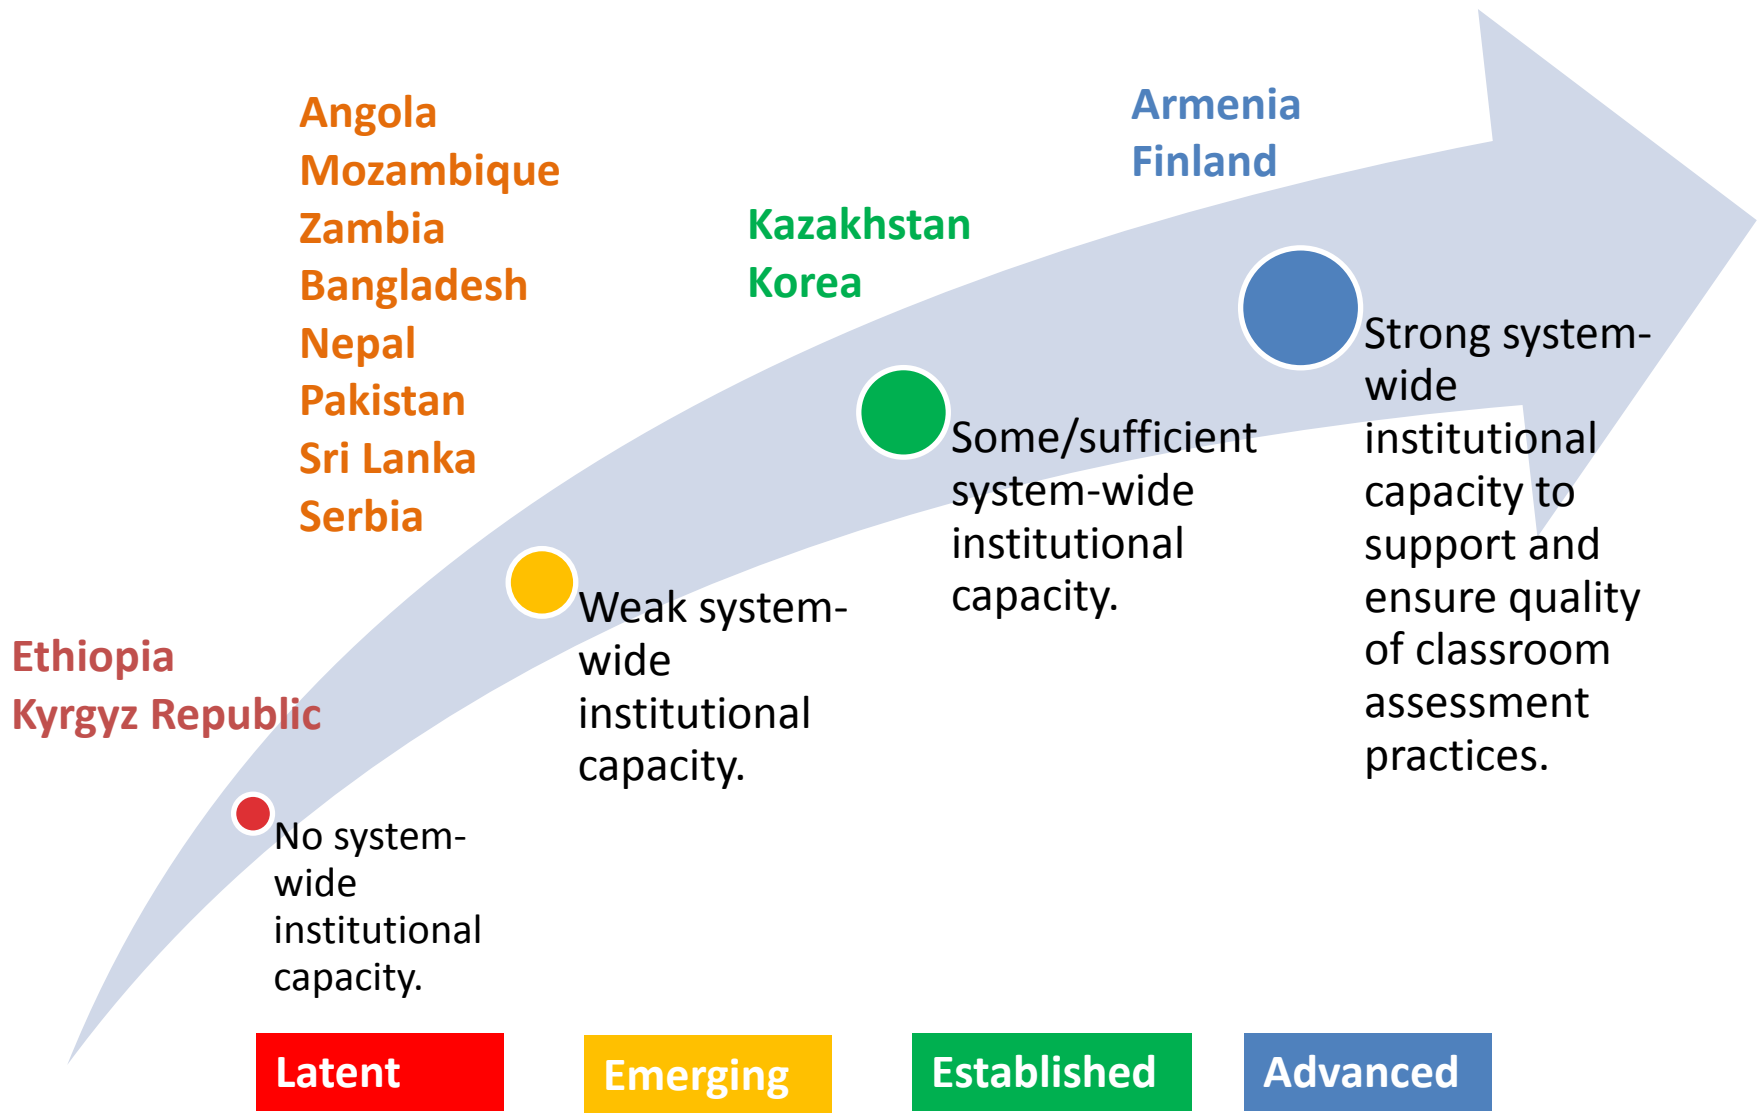 Angola
Mozambique
Zambia
Bangladesh
Nepal
Pakistan
Sri Lanka
Serbia
Armenia
Finland
Kazakhstan
Korea
Ethiopia
Kyrgyz Republic
No system-
wide
institutional
capacity.
Weak system-
wide
institutional
capacity.
Some/sufficient
system-wide
institutional
capacity.
Strong system-
wide
institutional
capacity to
support and
ensure quality
of classroom
assessment
practices.
Latent
Emerging
Established
Advanced